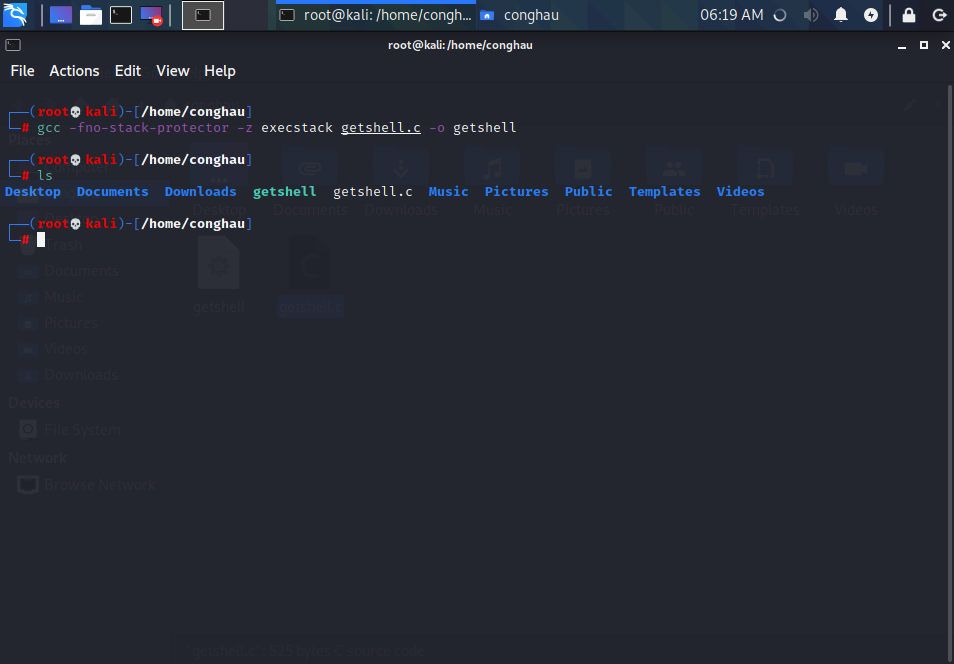 root@kali: /home/congh...
conghau
06:19 AM
root@kali: /home/conghau
File Actions Edit View Help
┌──(root💀kali)-[/home/conghau]
└─# gcc -fno-stack-protector -z execstack getshell.c -o getshell
Places
┌──(root💀kali)-[/home/conghau]
└─# ls
Desktop Documents Downloads getshell getshell.c Music Pictures Public Templates Videos
Desktop Documents Downloads Music Pictures Public Templates Videos
┌──(root💀kali)-[/home/conghau]
└─#
Trash
Documents
Music
getshell getshell.c
Pictures
Videos
Downloads
Devices
File System
Network
Browse Network
"getshell.c": 525 bytes C source code